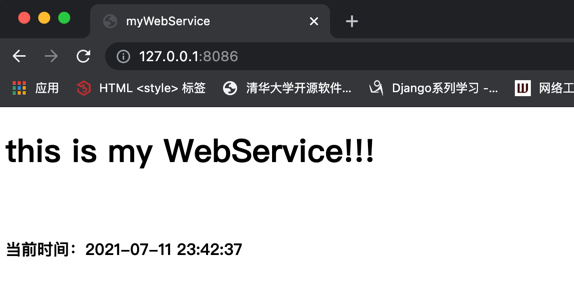 myWebService
127.0.0.1:8086
应用 HTML <style> 标签 清华大学开源软件... Django系列学习 -... W 网络工
this is my WebService!!!
当前时间：2021-07-11 23:42:37